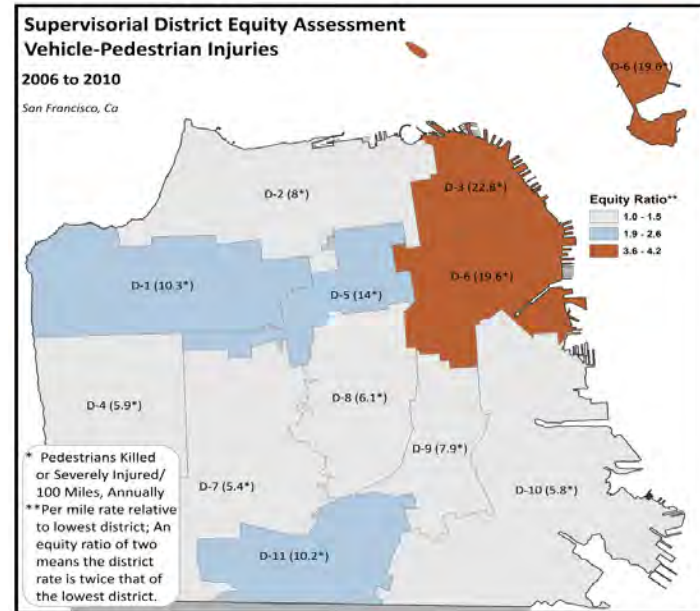 Supervisorial District Equity Assessment
Vehicle-Pedestrian Injuries
2006 to 2010
San Francisco, Ca
D-6 (19.6*)
D-2 (8*)
D-3 (22.8*)
Equity Ratio**
1.0 - 1.5
1.9 - 2.6
3.6 - 4.2
D-1 (10.3*)
D-5 (14*)
D-6 (19.6*)
D-4 (5.9*)
D-8 (6.1*)
D-9 (7.9*)
D-7 (5.4*)
D-10 (5.8*)
D-11 (10.2*)
* Pedestrians Killed
or Severely Injured/
100 Miles, Annually
**Per mile rate relative
to lowest district; An
equity ratio of two
means the district
rate is twice that of
the lowest district.